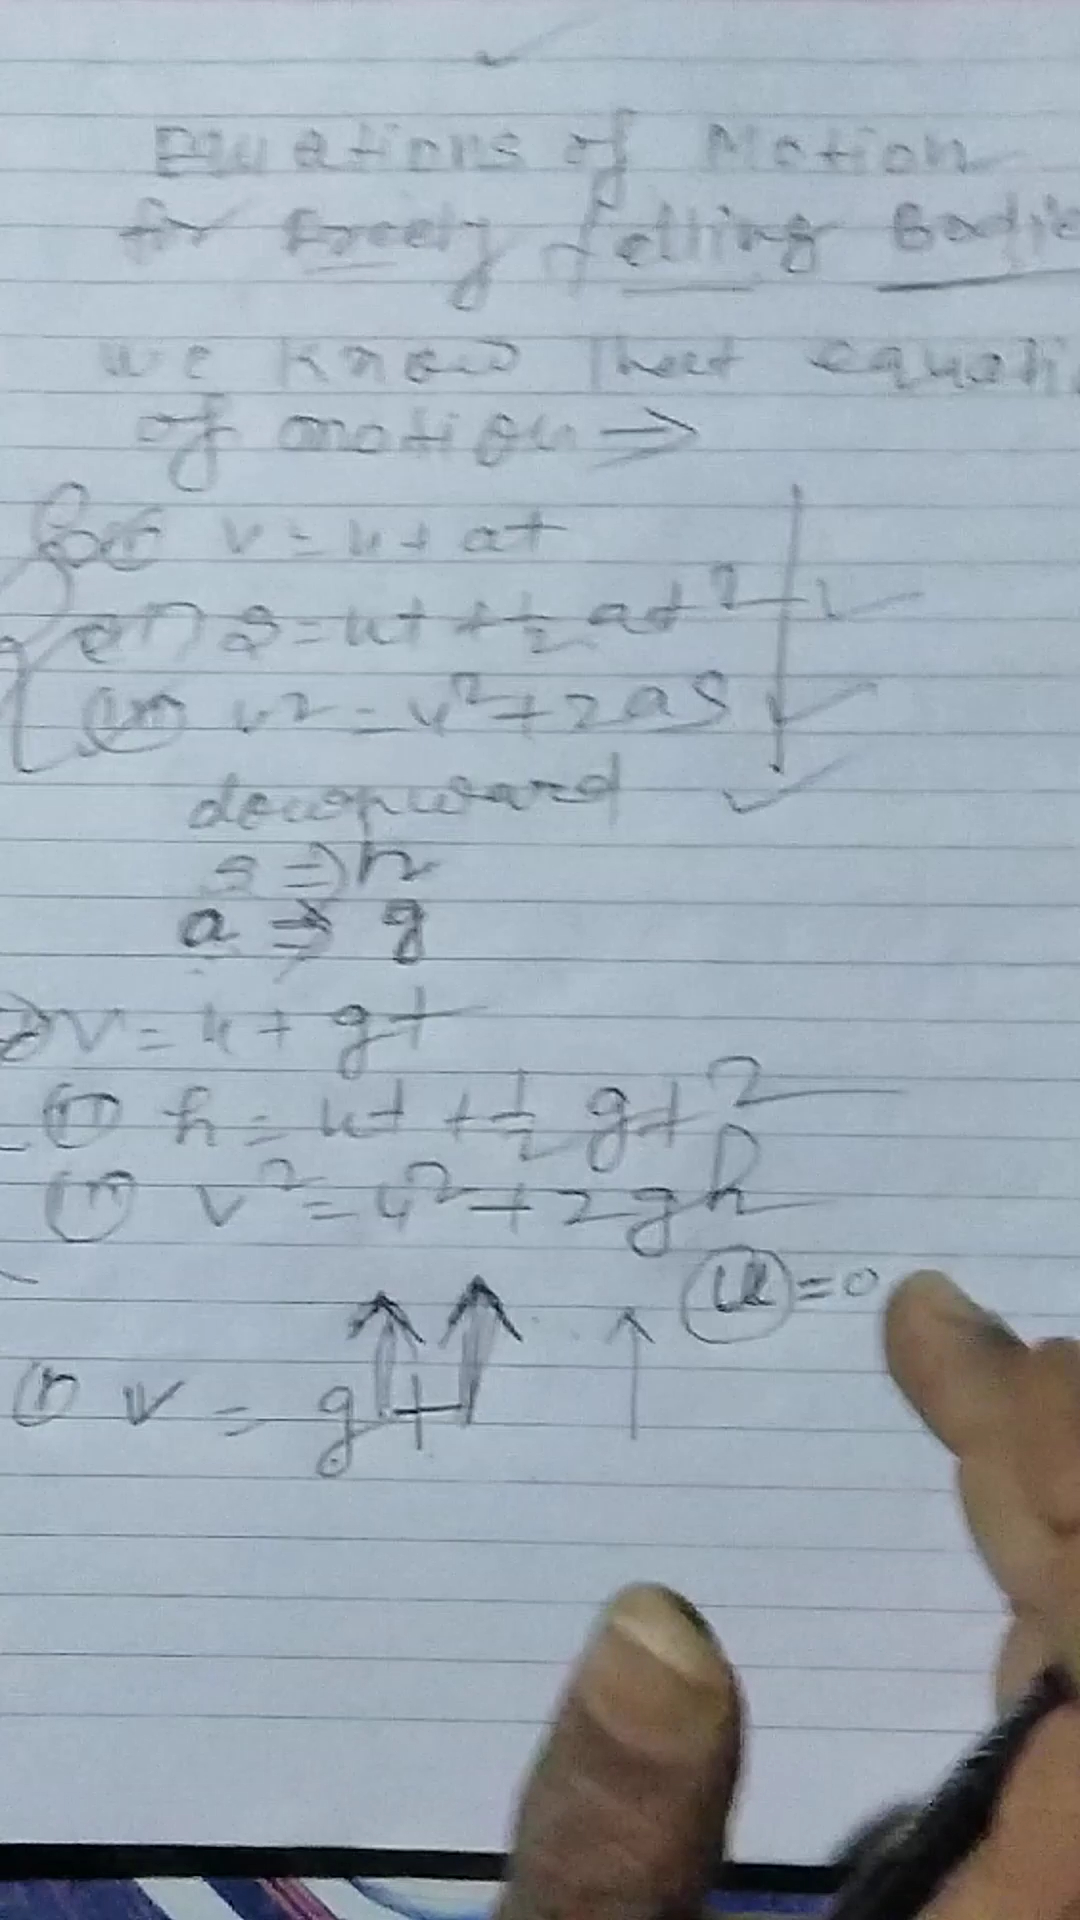 Equations of Motion
for Freely falling Bodie
we know that equati
of motion ⇒
v = u + at
s = ut + 1/2 at²
(iii) v² = u² + 2as
downward
s ⇒ h
a ⇒ g
v = u + gt
(ii) h = ut + 1/2 gt²
(iii) v² = u² + 2gh
u = 0
(i) v = gt